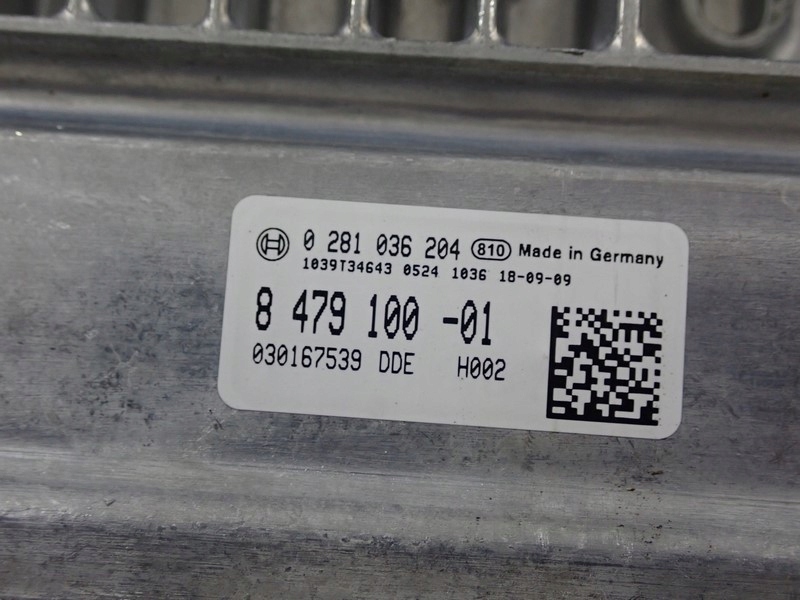 0 281 036 204 810 Made in Germany
1039T34643 0524 1036 18-09-09
8 479 100 -01
030167539 DDE H002